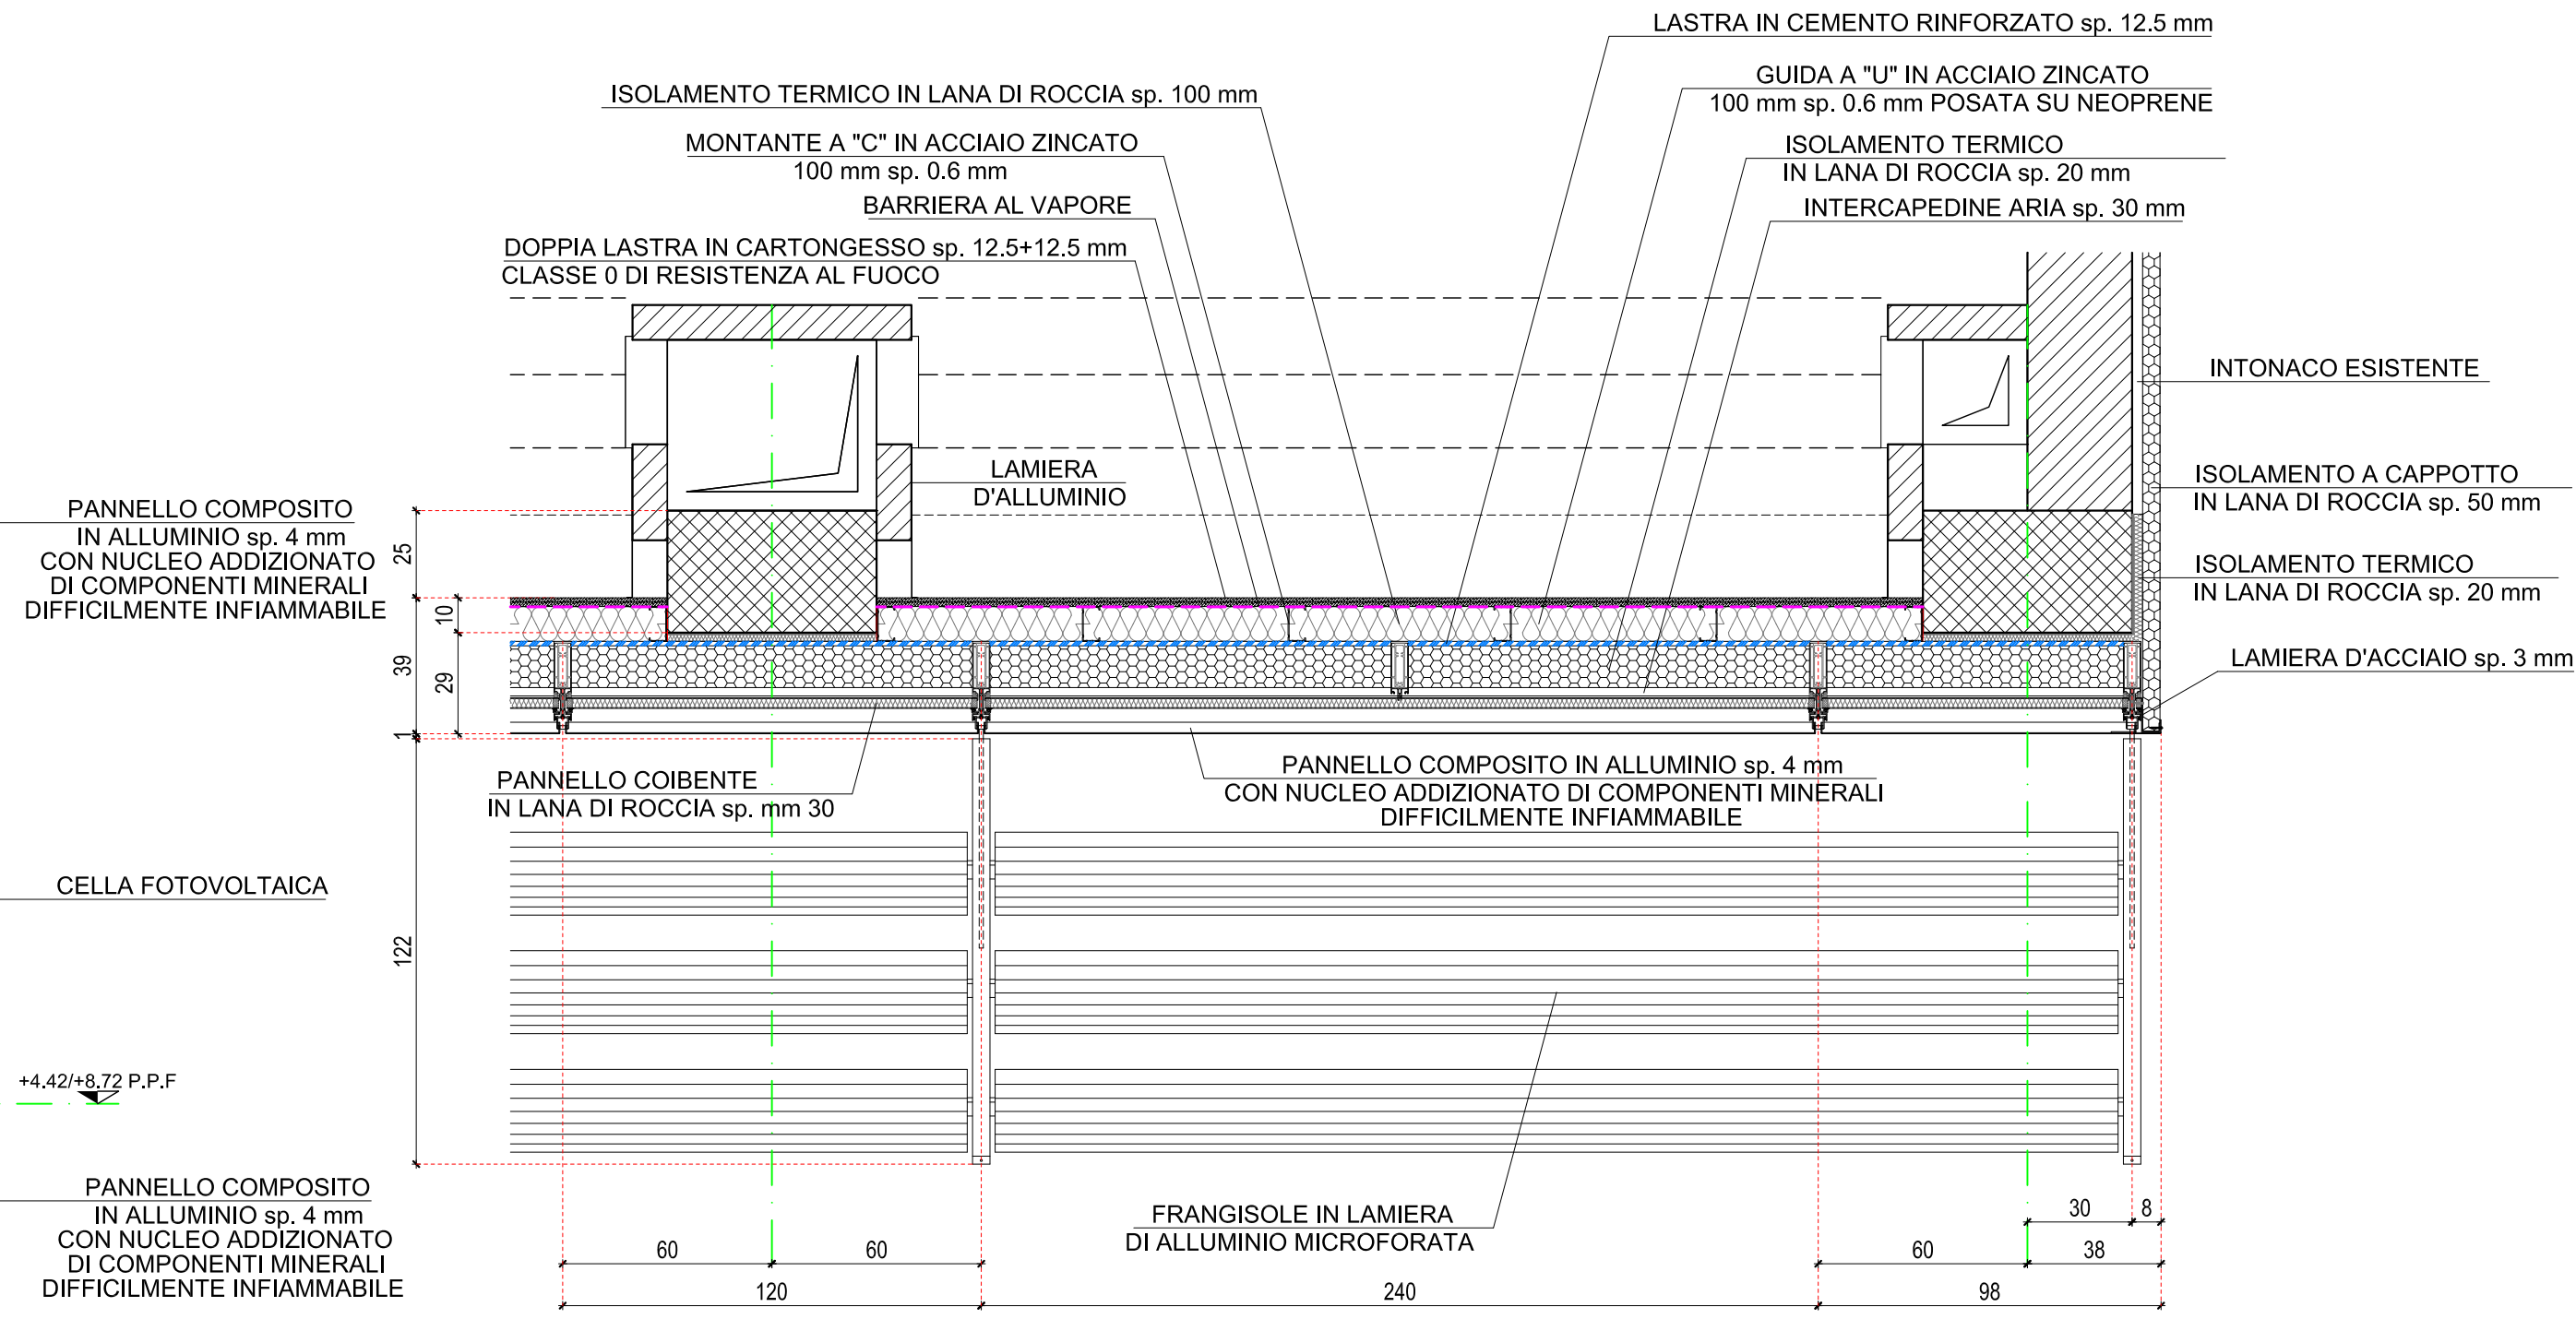 LASTRA IN CEMENTO RINFORZATO sp. 12.5 mm
GUIDA A "U" IN ACCIAIO ZINCATO
100 mm sp. 0.6 mm POSATA SU NEOPRENE
ISOLAMENTO TERMICO IN LANA DI ROCCIA sp. 100 mm
MONTANTE A "C" IN ACCIAIO ZINCATO
100 mm sp. 0.6 mm
ISOLAMENTO TERMICO
IN LANA DI ROCCIA sp. 20 mm
BARRIERA AL VAPORE
INTERCAPEDINE ARIA sp. 30 mm
DOPPIA LASTRA IN CARTONGESSO sp. 12.5+12.5 mm
CLASSE 0 DI RESISTENZA AL FUOCO
INTONACO ESISTENTE
LAMIERA
D'ALLUMINIO
ISOLAMENTO A CAPPOTTO
IN LANA DI ROCCIA sp. 50 mm
PANNELLO COMPOSITO
IN ALLUMINIO sp. 4 mm
CON NUCLEO ADDIZIONATO
DI COMPONENTI MINERALI
DIFFICILMENTE INFIAMMABILE
ISOLAMENTO TERMICO
IN LANA DI ROCCIA sp. 20 mm
25
10
39
29
1
LAMIERA D'ACCIAIO sp. 3 mm
PANNELLO COIBENTE
IN LANA DI ROCCIA sp. mm 30
PANNELLO COMPOSITO IN ALLUMINIO sp. 4 mm
CON NUCLEO ADDIZIONATO DI COMPONENTI MINERALI
DIFFICILMENTE INFIAMMABILE
CELLA FOTOVOLTAICA
122
+4.42/+8.72 P.P.F
PANNELLO COMPOSITO
IN ALLUMINIO sp. 4 mm
CON NUCLEO ADDIZIONATO
DI COMPONENTI MINERALI
DIFFICILMENTE INFIAMMABILE
FRANGISOLE IN LAMIERA
DI ALLUMINIO MICROFORATA
30 8
60 60 60 38
120 240 98